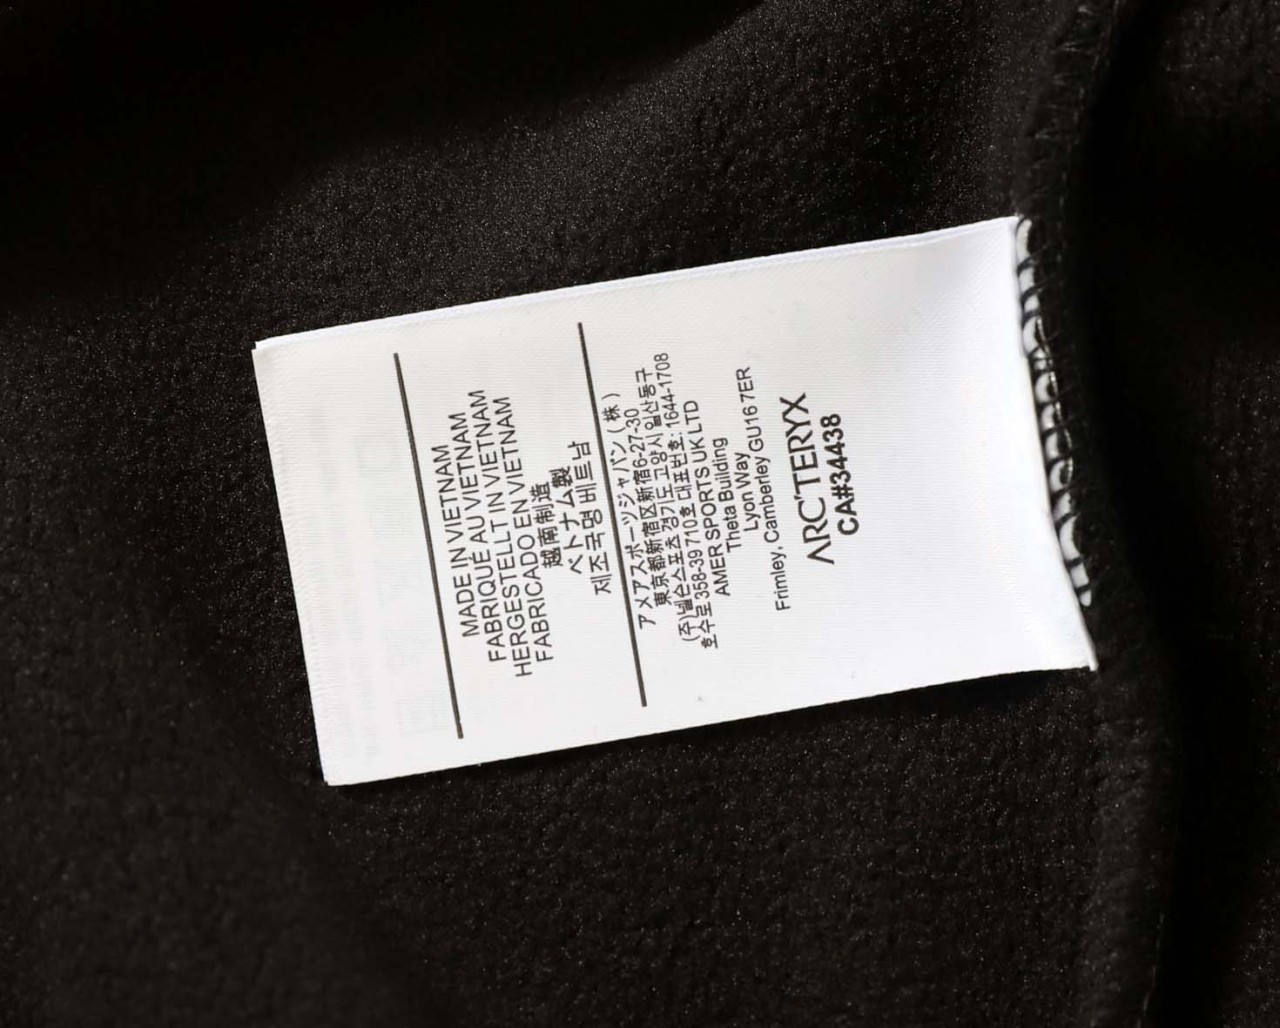 MADE IN VIETNAM
FABRIQUÉ AU VIETNAM
HERGESTELLT IN VIETNAM
FABRICADO EN VIETNAM
越南制造
ベトナム製
제조국명 베트남
アメアスポーツジャパン(株)
東京都新宿区新宿6-27-30
(주)넬슨스포츠 경기도 고양시 일산동구
호수로 358-39 710호 대표번호: 1644-1708
AMER SPORTS UK LTD
Theta Building
Lyon Way
Frimley, Camberley GU16 7ER
ARC'TERYX
CA#34438